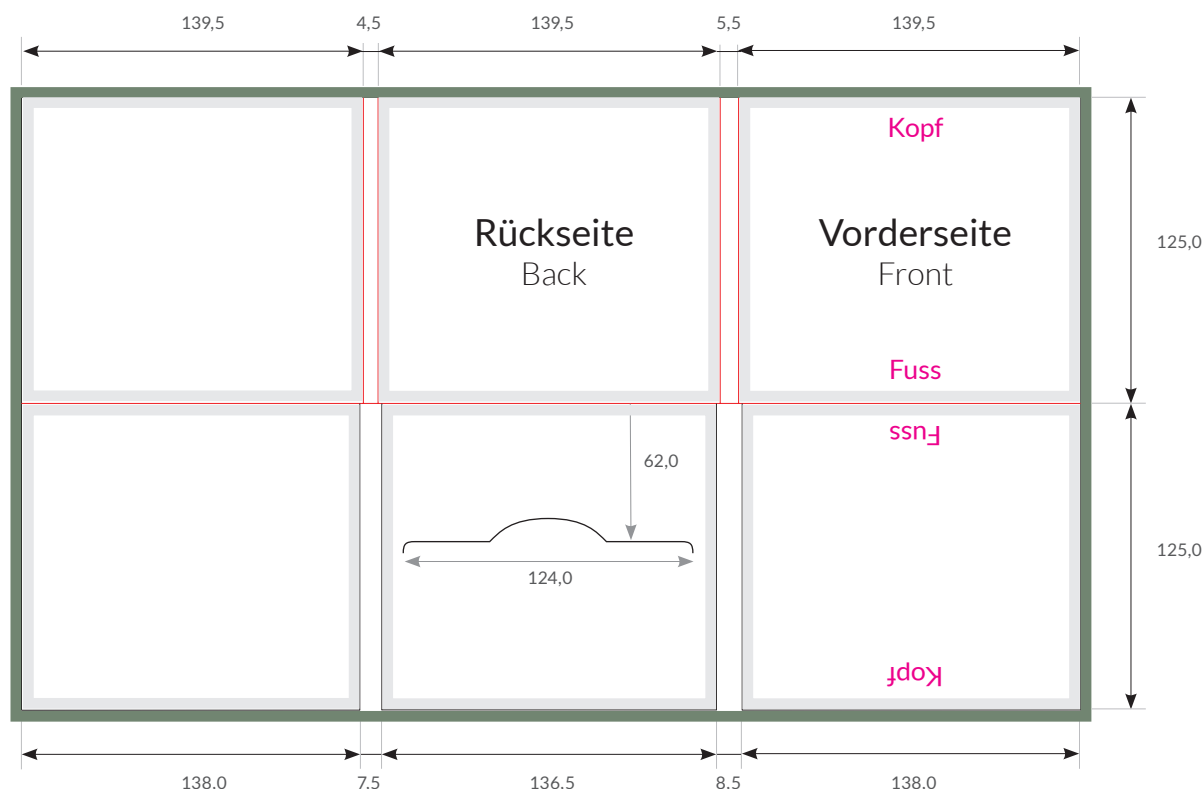 139,5
4,5
139,5
5,5
139,5
Kopf
Rückseite
Back
Vorderseite
Front
125,0
Fuss
Fuss
62,0
124,0
125,0
Kopf
138.0
7.5
136.5
8.5
138.0